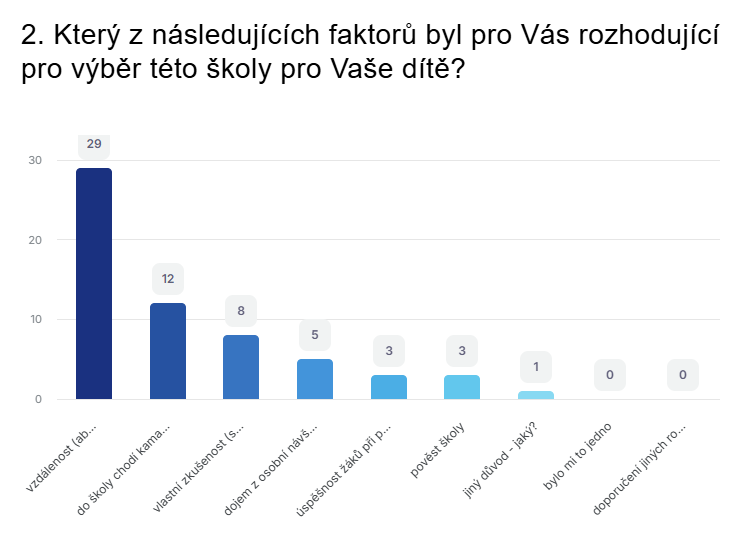 2. Který z následujících faktorů byl pro Vás rozhodující
pro výběr této školy pro Vaše dítě?
29
30
20
12
8
10
5
3
3
1
0
0
0
vzdálenost (ab...
do školy chodí kama...
vlastní zkušenost (s...
dojem z osobní návš...
úspěšnost žáků při p...
pověst školy
jiný důvod - jaký?
bylo mi to jedno
doporučení jiných ro...